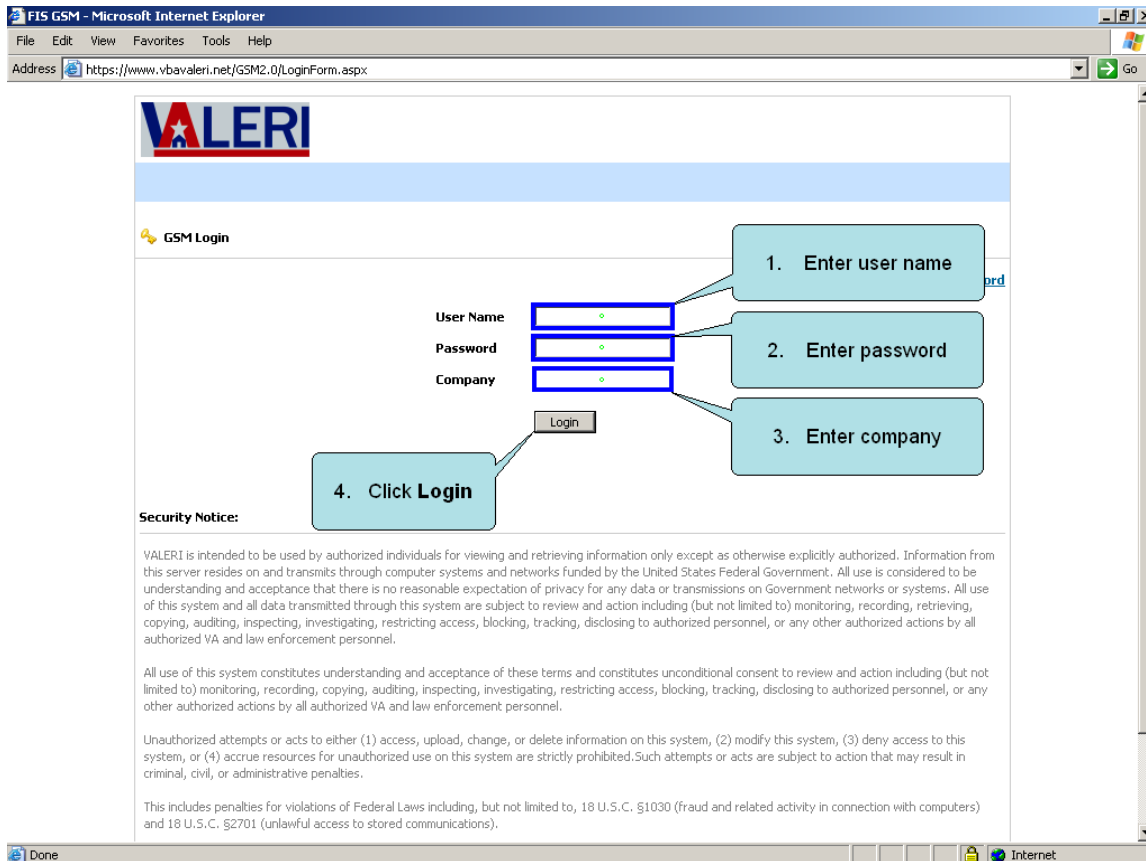 FIS GSM - Microsoft Internet Explorer
File Edit View Favorites Tools Help
Address https://www.vbavaleri.net/GSM2.0/LoginForm.aspx Go
VALERI
GSM Login
1. Enter user name
ord
User Name
Password
2. Enter password
Company
Login
3. Enter company
4. Click Login
Security Notice:
VALERI is intended to be used by authorized individuals for viewing and retrieving information only except as otherwise explicitly authorized. Information from
this server resides on and transmits through computer systems and networks funded by the United States Federal Government. All use is considered to be
understanding and acceptance that there is no reasonable expectation of privacy for any data or transmissions on Government networks or systems. All use
of this system and all data transmitted through this system are subject to review and action including (but not limited to) monitoring, recording, retrieving,
copying, auditing, inspecting, investigating, restricting access, blocking, tracking, disclosing to authorized personnel, or any other authorized actions by all
authorized VA and law enforcement personnel.
All use of this system constitutes understanding and acceptance of these terms and constitutes unconditional consent to review and action including (but not
limited to) monitoring, recording, copying, auditing, inspecting, investigating, restricting access, blocking, tracking, disclosing to authorized personnel, or any
other authorized actions by all authorized VA and law enforcement personnel.
Unauthorized attempts or acts to either (1) access, upload, change, or delete information on this system, (2) modify this system, (3) deny access to this
system, or (4) accrue resources for unauthorized use on this system are strictly prohibited.Such attempts or acts are subject to action that may result in
criminal, civil, or administrative penalties.
This includes penalties for violations of Federal Laws including, but not limited to, 18 U.S.C. §1030 (fraud and related activity in connection with computers)
and 18 U.S.C. §2701 (unlawful access to stored communications).
Done Internet